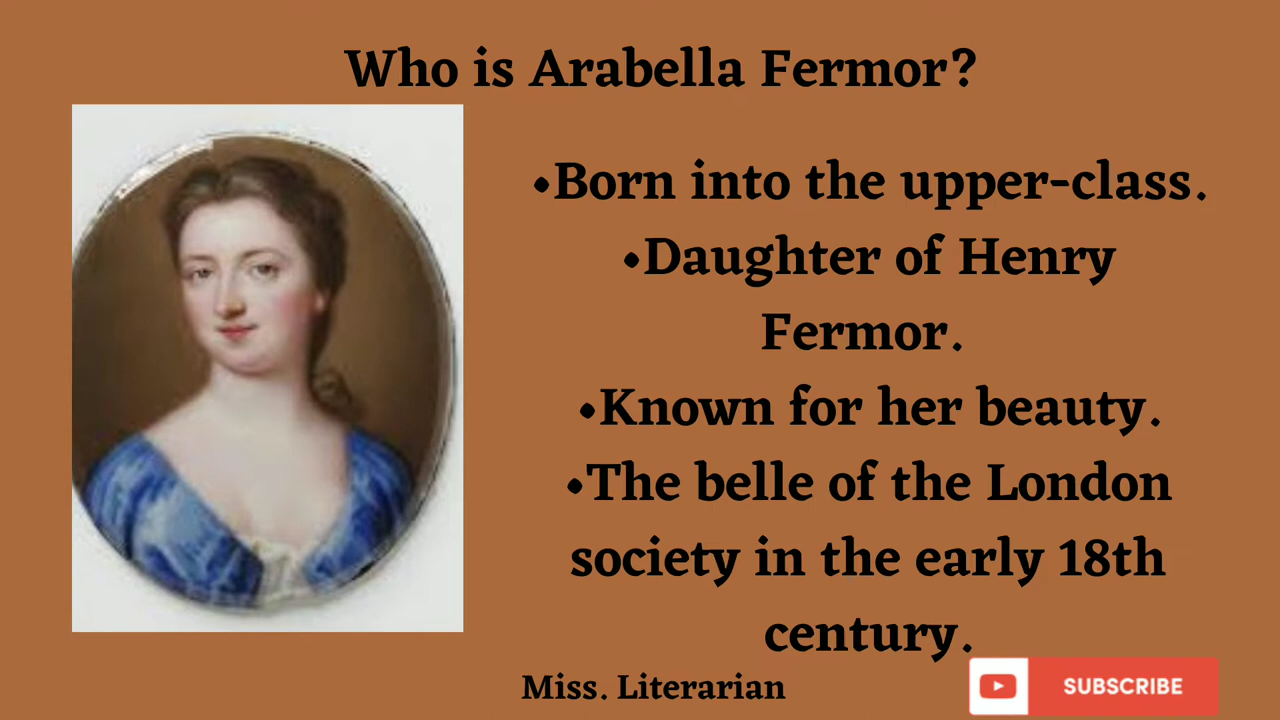 Who is Arabella Fermor?
•Born into the upper-class.
•Daughter of Henry
Fermor.
•Known for her beauty.
•The belle of the London
society in the early 18th
century.
Miss. Literarian
SUBSCRIBE